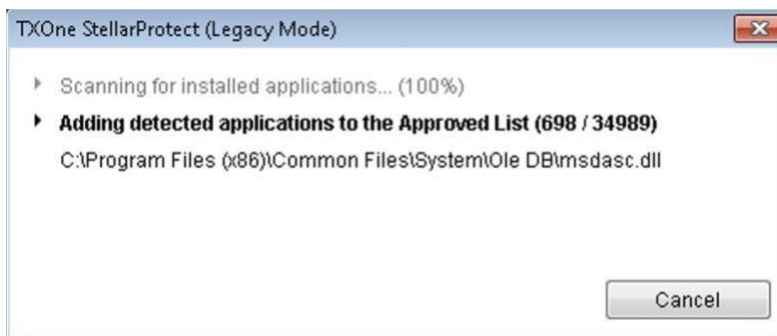 TXOne StellarProtect (Legacy Mode)
Scanning for installed applications... (100%)
Adding detected applications to the Approved List (698 / 34989)
C:\Program Files (x86)\Common Files\System\Ole DB\msdasc.dll
Cancel